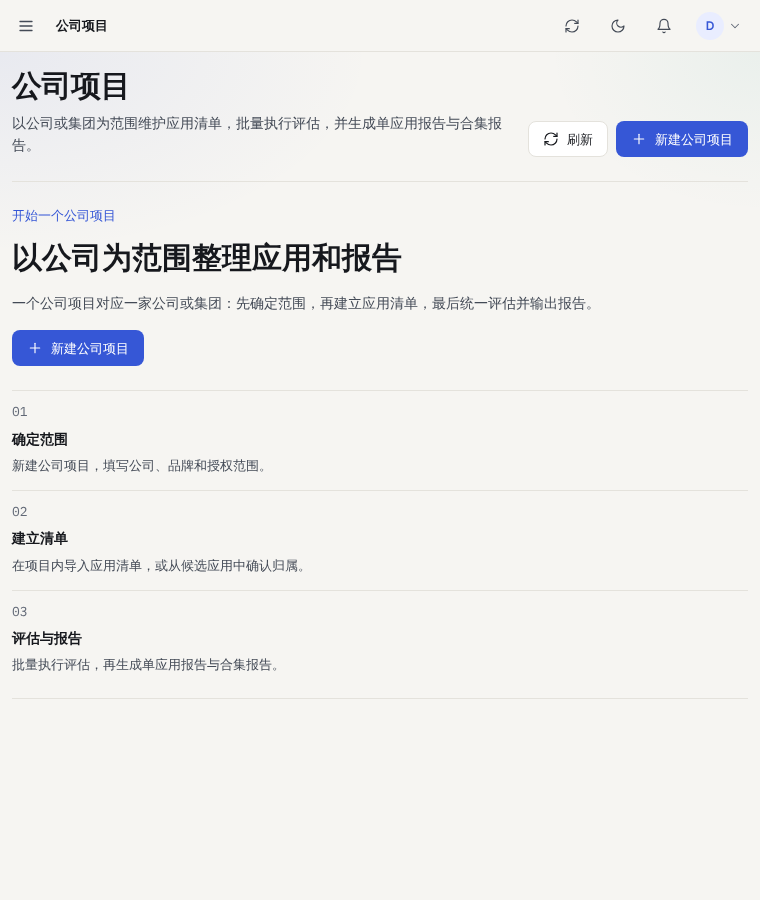 公司项目
D
公司项目
以公司或集团为范围维护应用清单，批量执行评估，并生成单应用报告与合集报
告。
刷新
新建公司项目
开始一个公司项目
以公司为范围整理应用和报告
一个公司项目对应一家公司或集团：先确定范围，再建立应用清单，最后统一评估并输出报告。
新建公司项目
01
确定范围
新建公司项目，填写公司、品牌和授权范围。
02
建立清单
在项目内导入应用清单，或从候选应用中确认归属。
03
评估与报告
批量执行评估，再生成单应用报告与合集报告。